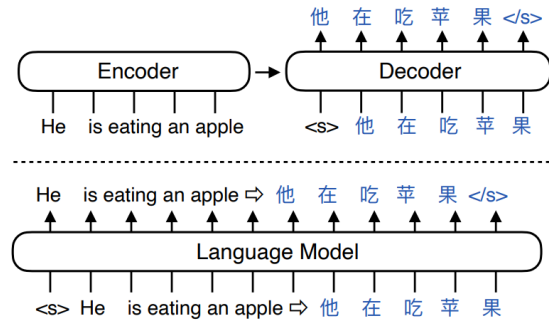 他 在 吃 苹 果 </s>
Encoder
Decoder
He is eating an apple
<s> 他 在 吃 苹 果
He is eating an apple ⇨ 他 在 吃 苹 果 </s>
Language Model
<s> He is eating an apple ⇨ 他 在 吃 苹 果